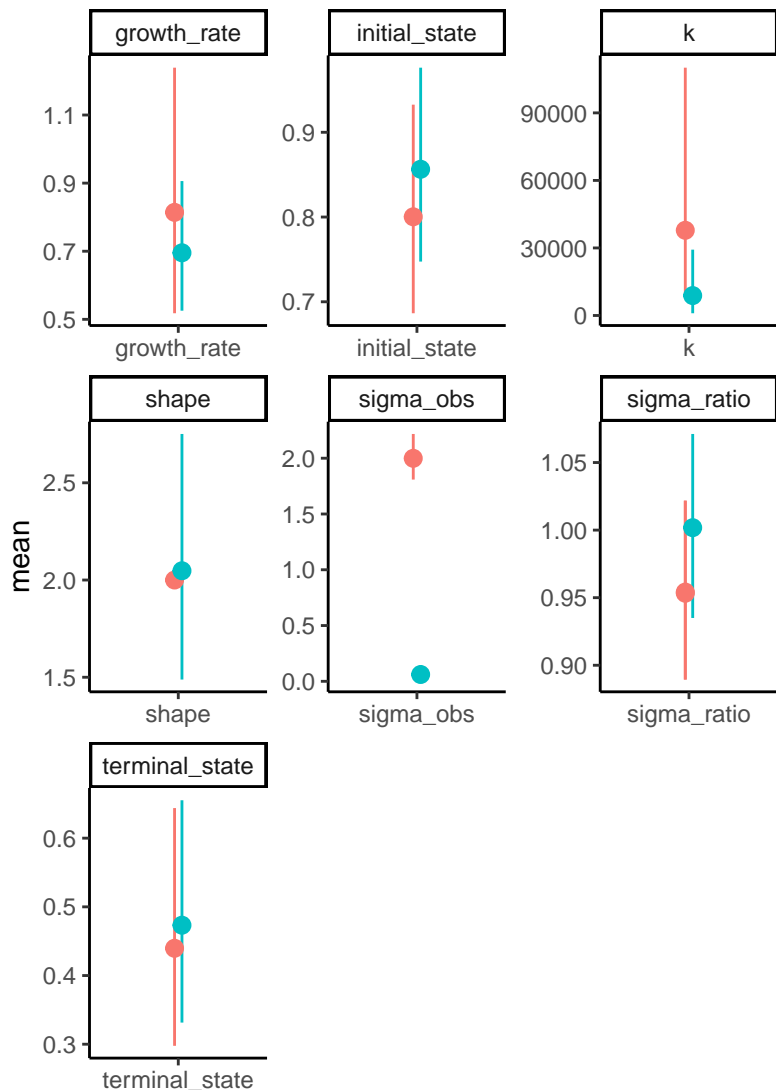 growth_rate
initial_state
k
1.1
0.9
0.7
0.5
growth_rate
0.9
0.8
0.7
initial_state
90000
60000
30000
0
k
mean
shape
sigma_obs
sigma_ratio
2.5
2.0
1.5
shape
2.0
1.5
1.0
0.5
0.0
sigma_obs
1.05
1.00
0.95
0.90
sigma_ratio
terminal_state
0.6
0.5
0.4
0.3
terminal_state